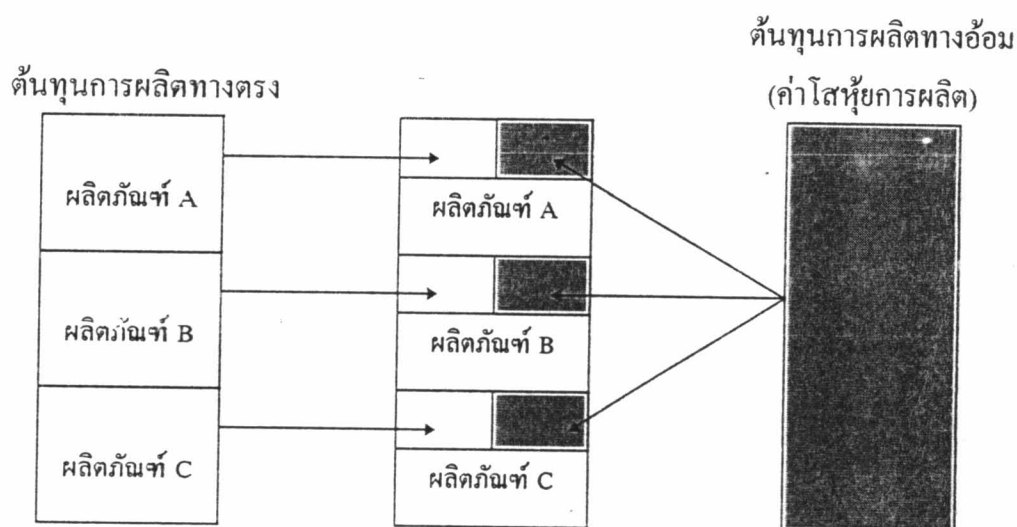 ต้นทุนการผลิตทางอ้อม
(ค่าโสหุ้ยการผลิต)
ต้นทุนการผลิตทางตรง
ผลิตภัณฑ์ A
ผลิตภัณฑ์ B
ผลิตภัณฑ์ C
ผลิตภัณฑ์ A
ผลิตภัณฑ์ B
ผลิตภัณฑ์ C